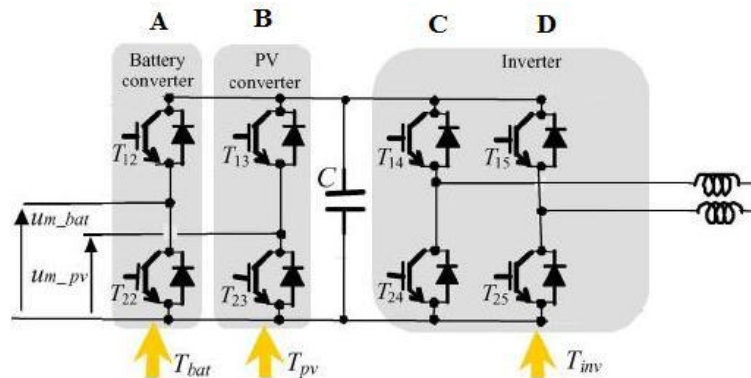 A B C D
Battery converter
PV converter
Inverter
T12 T13 T14 T15
C
um_bat
um_pv
T22 T23 T24 T25
Tbat Tpv Tinv